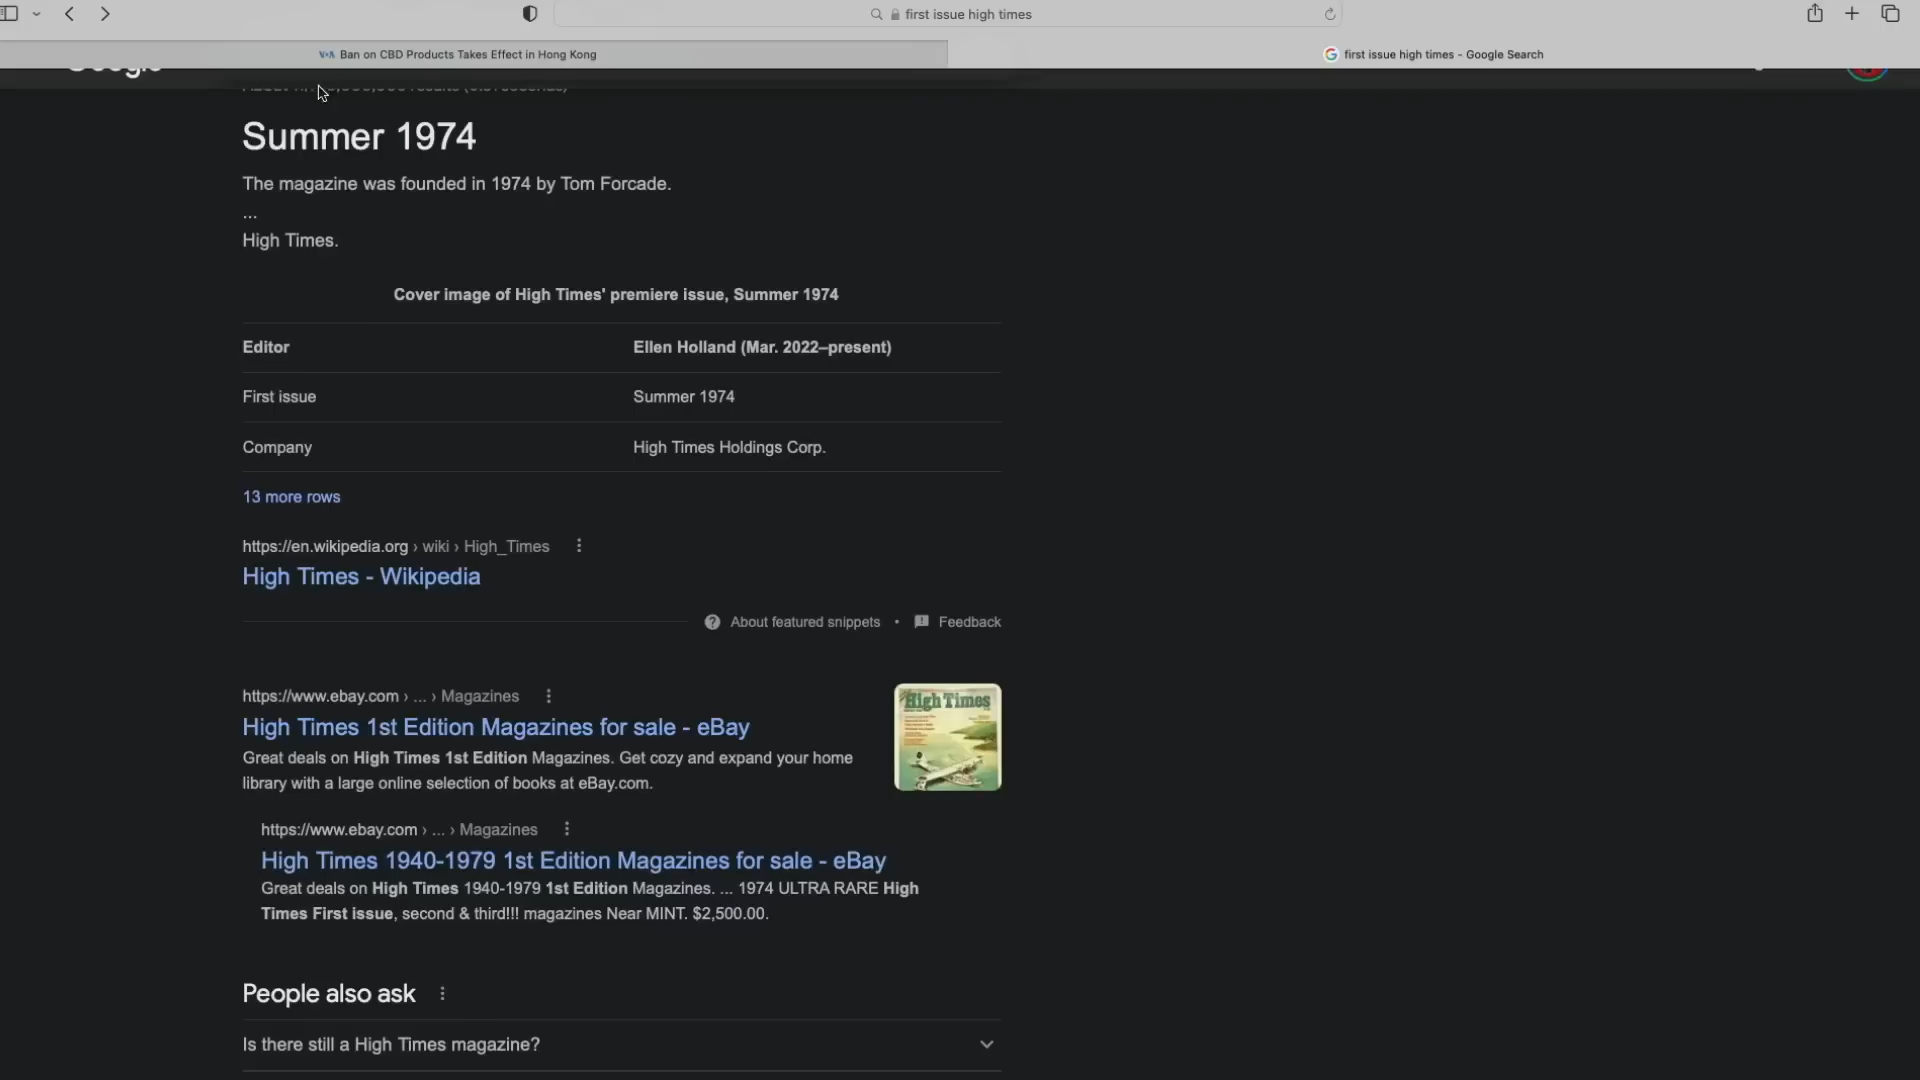 first issue high times
VOA Ban on CBD Products Takes Effect in Hong Kong
first issue high times - Google Search
Google
Summer 1974
The magazine was founded in 1974 by Tom Forcade.
...
High Times.
Cover image of High Times' premiere issue, Summer 1974
Editor Ellen Holland (Mar. 2022–present)
First issue Summer 1974
Company High Times Holdings Corp.
13 more rows
https://en.wikipedia.org › wiki › High_Times
High Times - Wikipedia
About featured snippets • Feedback
https://www.ebay.com › ... › Magazines
High Times 1st Edition Magazines for sale - eBay
Great deals on High Times 1st Edition Magazines. Get cozy and expand your home
library with a large online selection of books at eBay.com.
High Times
https://www.ebay.com › ... › Magazines
High Times 1940-1979 1st Edition Magazines for sale - eBay
Great deals on High Times 1940-1979 1st Edition Magazines. ... 1974 ULTRA RARE High
Times First issue, second & third!!! magazines Near MINT. $2,500.00.
People also ask
Is there still a High Times magazine?